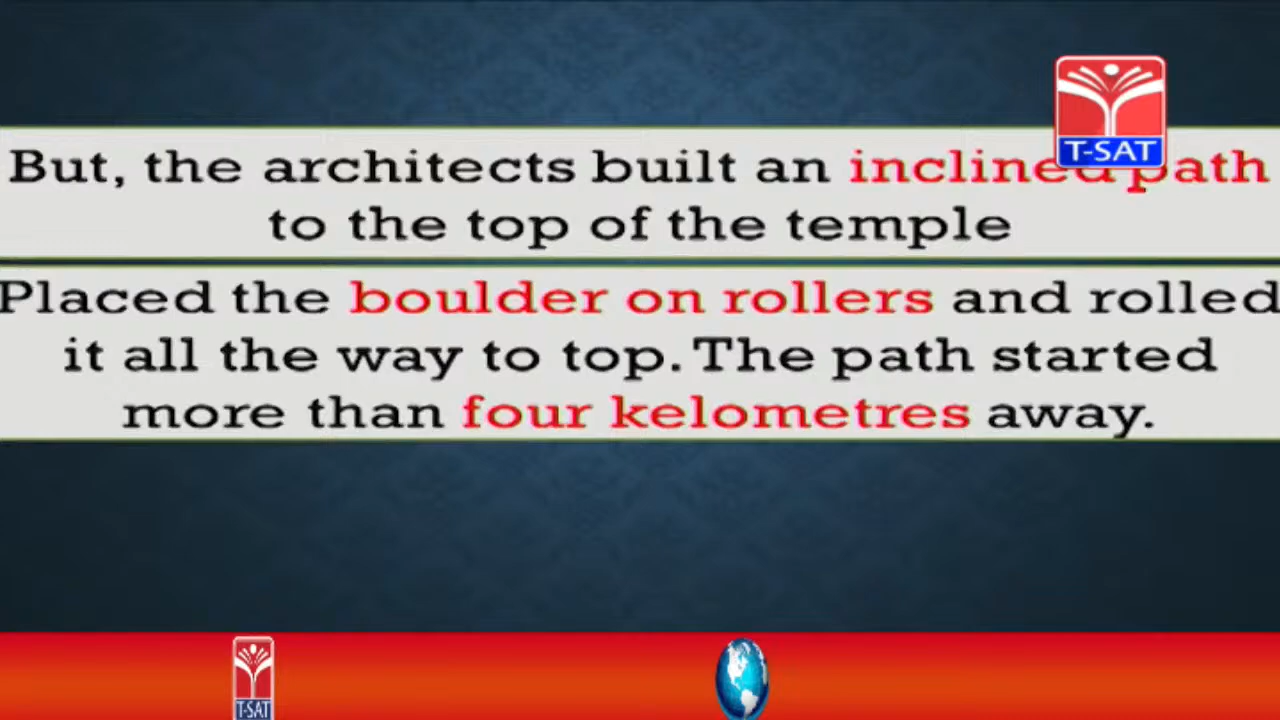 T-SAT
But, the architects built an inclined path
to the top of the temple
Placed the boulder on rollers and rolled
it all the way to top. The path started
more than four kelometres away.
T-SAT